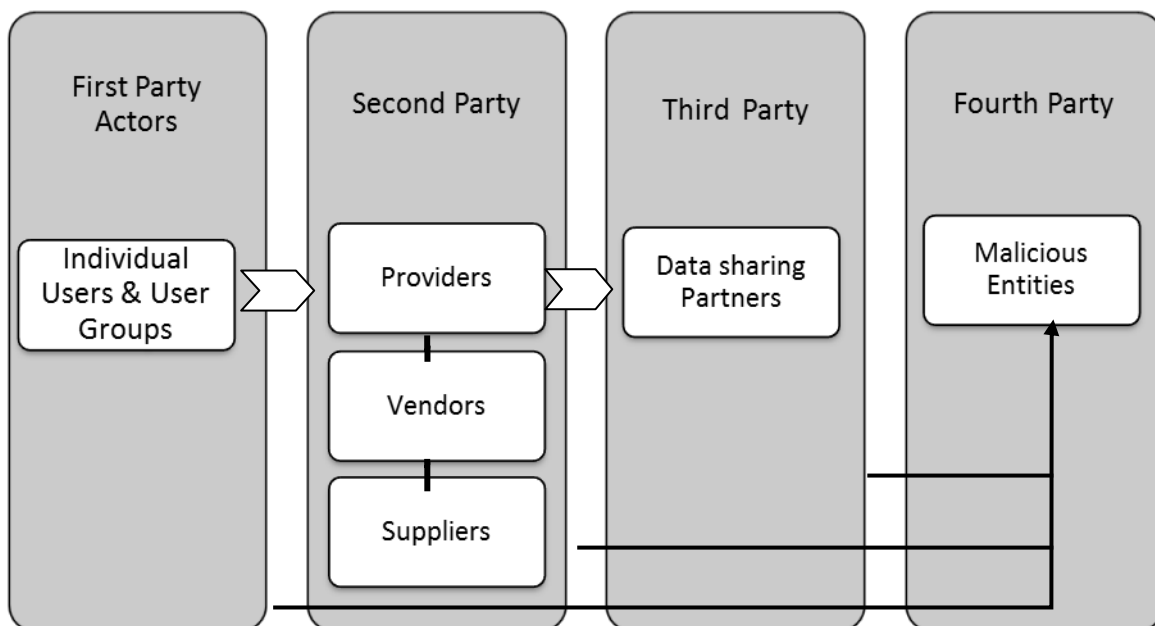 First Party
Actors
Second Party
Third Party
Fourth Party
Individual
Users & User
Groups
Providers
Data sharing
Partners
Malicious
Entities
Vendors
Suppliers